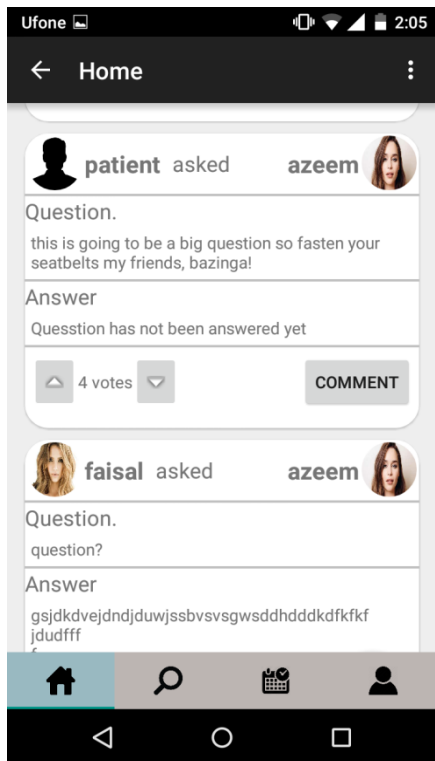 Ufone 2:05
Home
patient asked azeem
Question.
this is going to be a big question so fasten your
seatbelts my friends, bazinga!
Answer
Quesstion has not been answered yet
4 votes COMMENT
faisal asked azeem
Question.
question?
Answer
gsjdkdvejdndjduwjssbvsvsgwsddhdddkdfkfkf
jdudfff